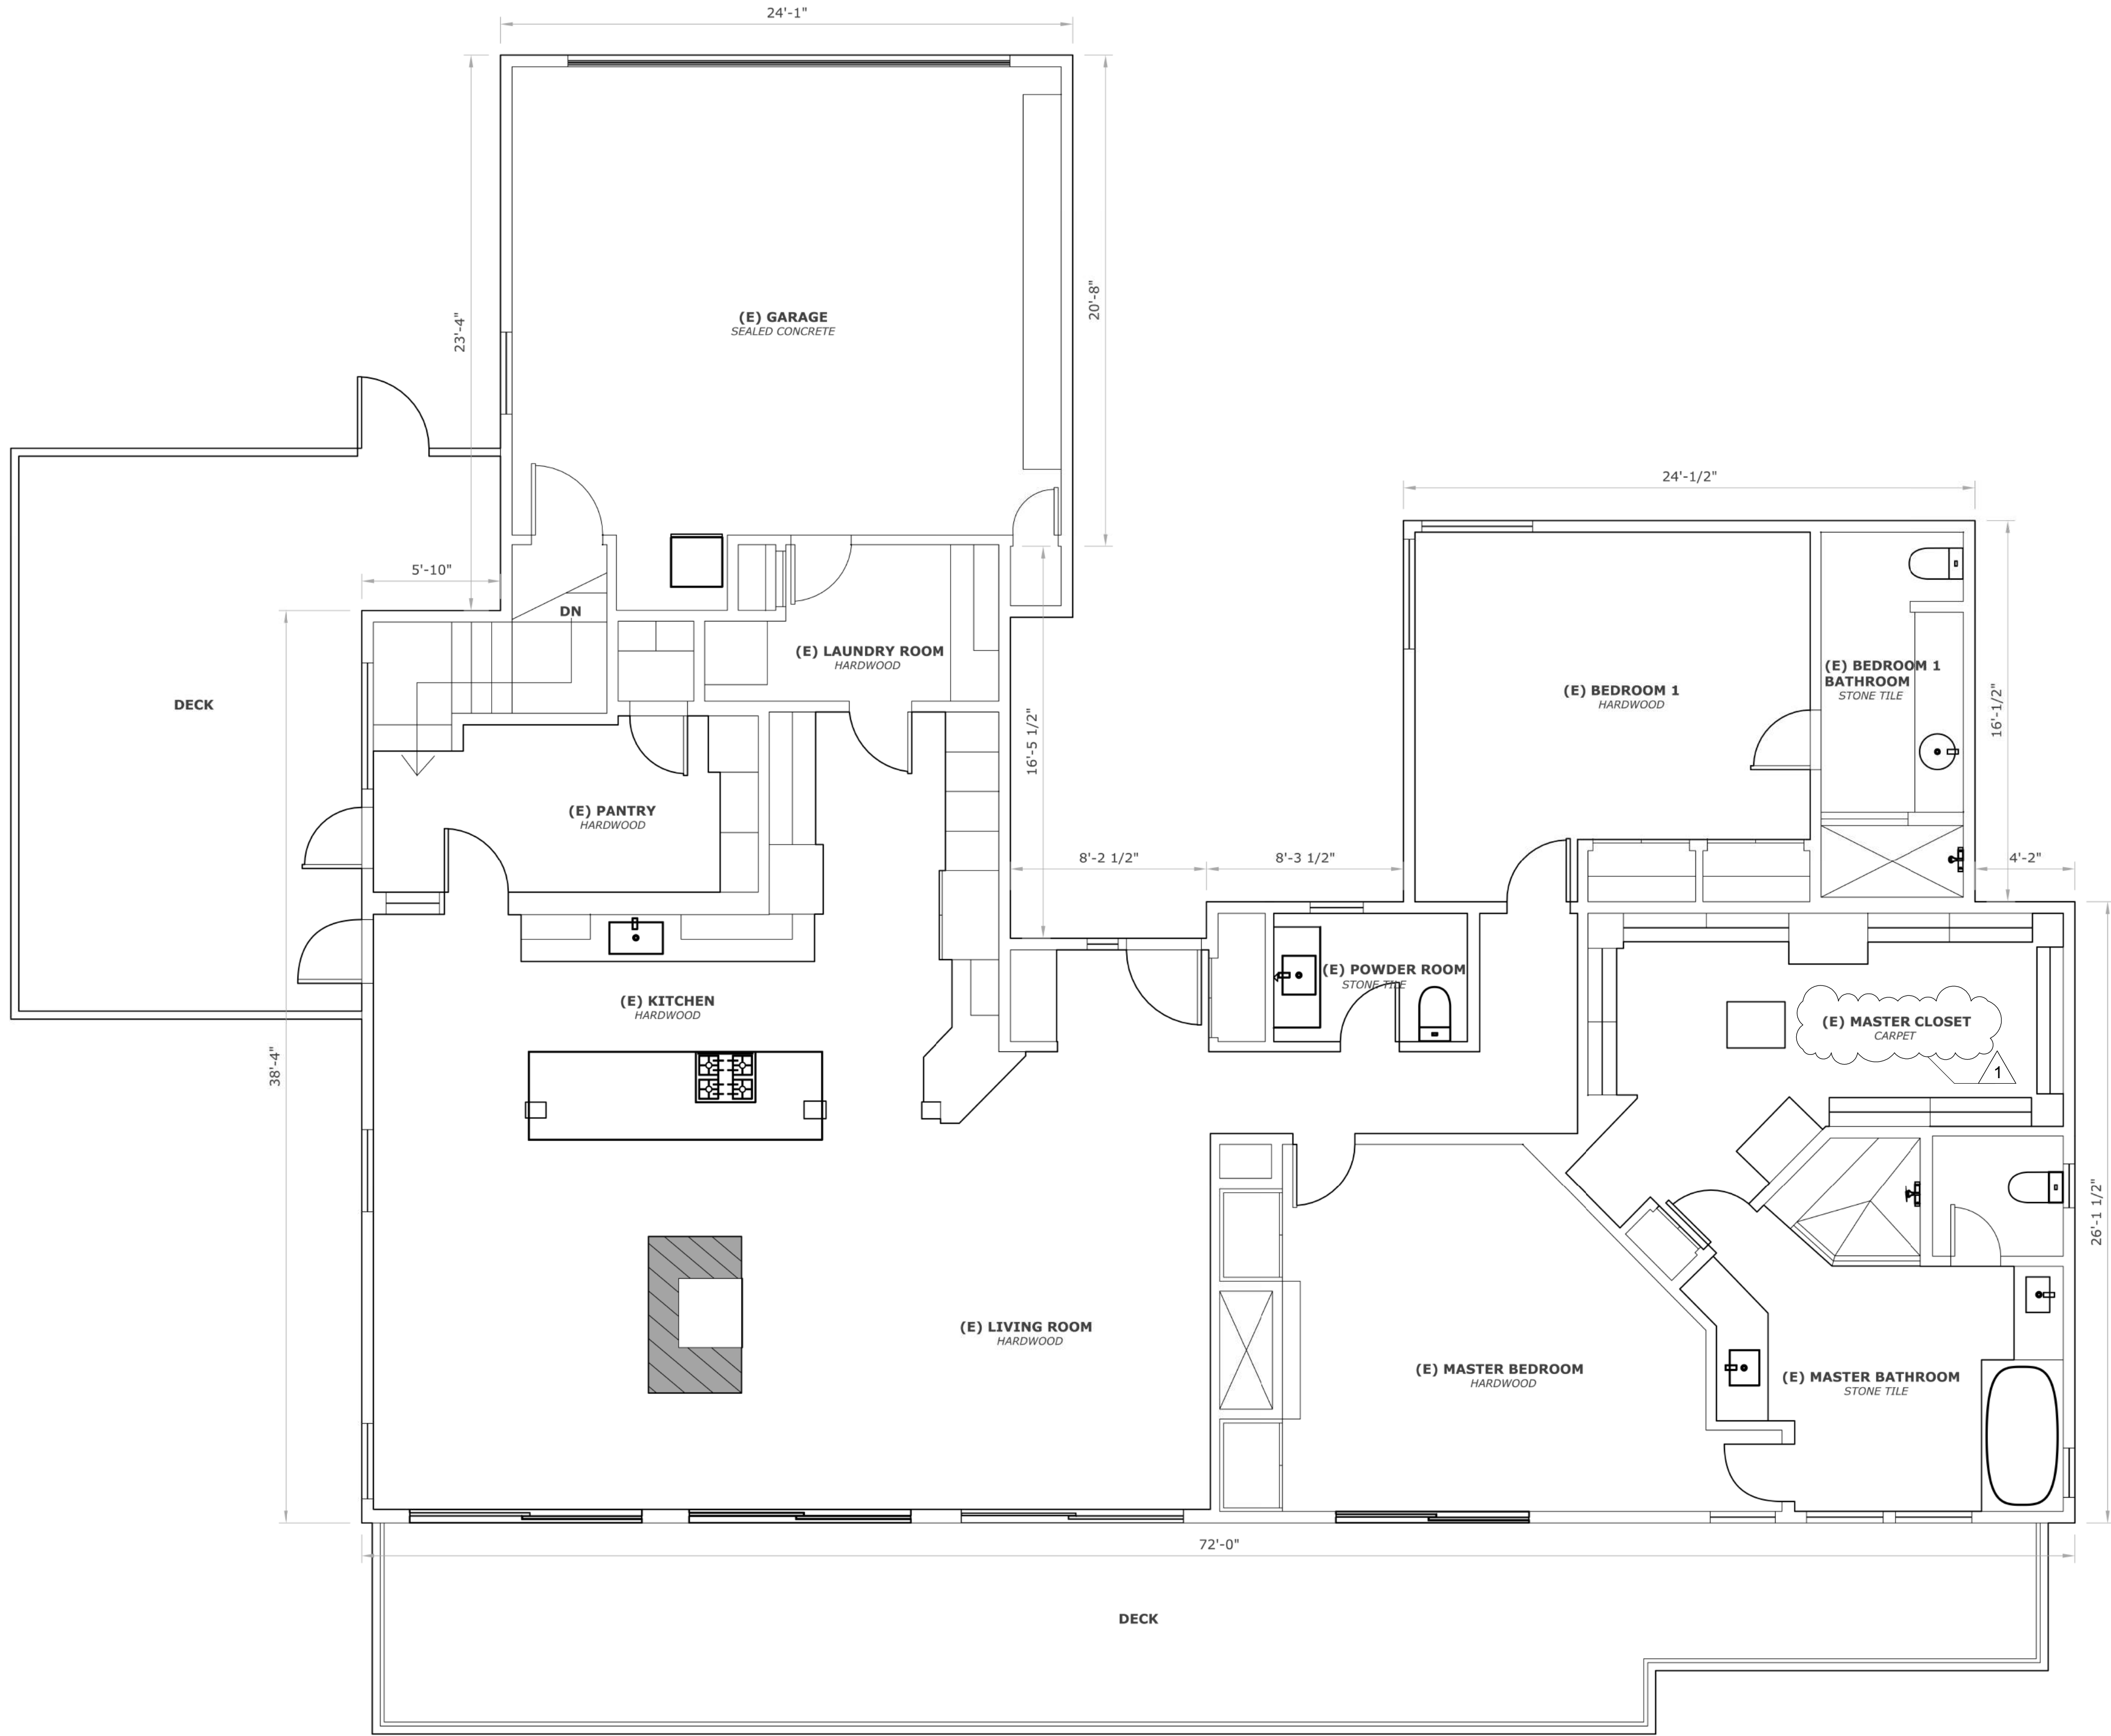 24'-1"
23'-4"
20'-8"
(E) GARAGE
SEALED CONCRETE
24'-1/2"
5'-10"
DN
(E) LAUNDRY ROOM
HARDWOOD
DECK
(E) BEDROOM 1
HARDWOOD
(E) BEDROOM 1
BATHROOM
STONE TILE
16'-1/2"
16'-5 1/2"
(E) PANTRY
HARDWOOD
8'-2 1/2"
8'-3 1/2"
4'-2"
(E) POWDER ROOM
STONE TILE
(E) KITCHEN
HARDWOOD
(E) MASTER CLOSET
CARPET
1
38'-4"
26'-1 1/2"
(E) LIVING ROOM
HARDWOOD
(E) MASTER BEDROOM
HARDWOOD
(E) MASTER BATHROOM
STONE TILE
72'-0"
DECK